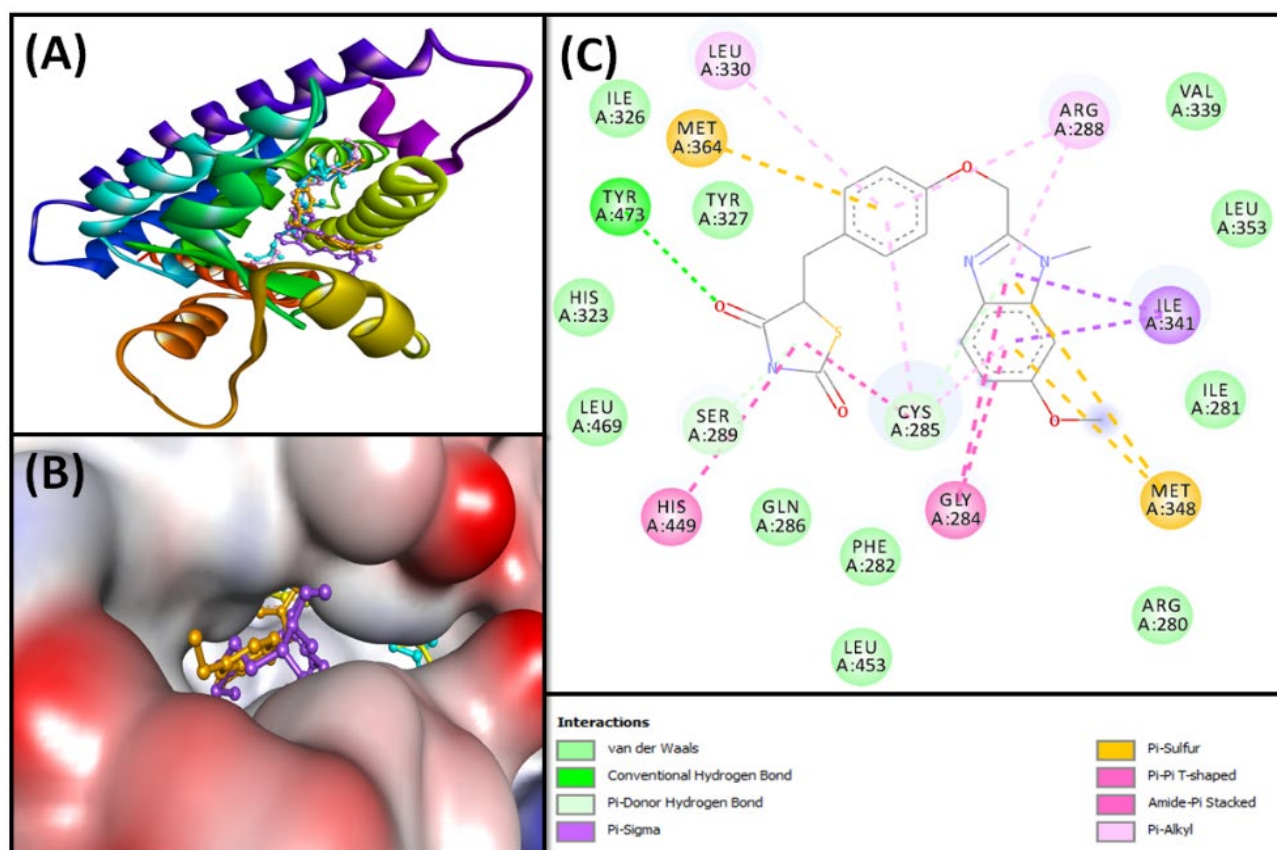 (A)
(B)
(C)
LEU
A:330
ILE
A:326
MET
A:364
ARG
A:288
VAL
A:339
TYR
A:473
TYR
A:327
LEU
A:353
O
N
N
HIS
A:323
O
S
ILE
A:341
N
O
LEU
A:469
SER
A:289
CYS
A:285
O
ILE
A:281
HIS
A:449
GLN
A:286
GLY
A:284
MET
A:348
PHE
A:282
ARG
A:280
LEU
A:453
Interactions
van der Waals
Conventional Hydrogen Bond
Pi-Donor Hydrogen Bond
Pi-Sigma
Pi-Sulfur
Pi-Pi T-shaped
Amide-Pi Stacked
Pi-Alkyl